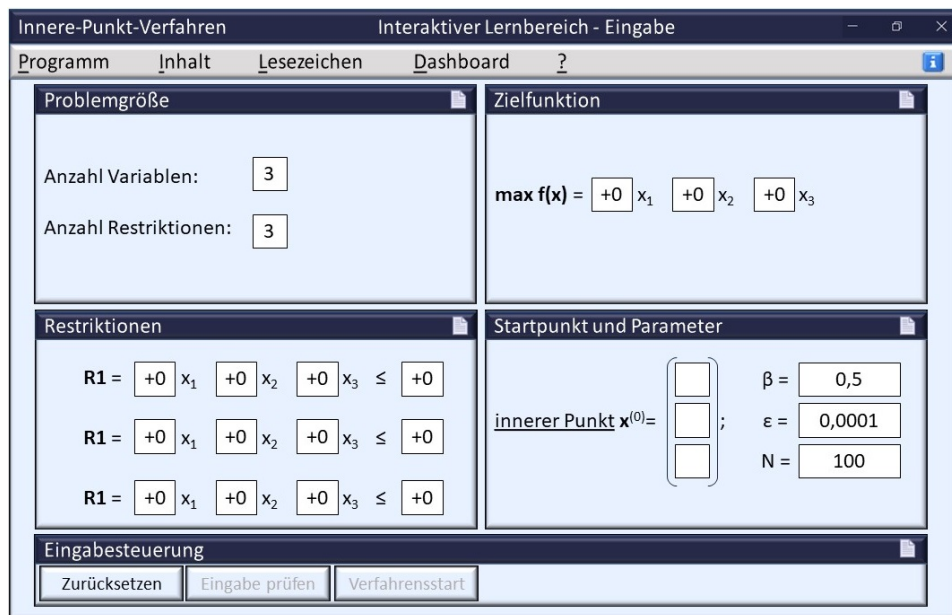 Innere-Punkt-Verfahren Interaktiver Lernbereich - Eingabe
Programm Inhalt Lesezeichen Dashboard ?
Problemgröße
Anzahl Variablen: 3
Anzahl Restriktionen: 3
Zielfunktion
max f(x) = +0 x₁ +0 x₂ +0 x₃
Restriktionen
R1 = +0 x₁ +0 x₂ +0 x₃ ≤ +0
R1 = +0 x₁ +0 x₂ +0 x₃ ≤ +0
R1 = +0 x₁ +0 x₂ +0 x₃ ≤ +0
Startpunkt und Parameter
innerer Punkt x⁽⁰⁾= ;
β = 0,5
ε = 0,0001
N = 100
Eingabesteuerung
Zurücksetzen Eingabe prüfen Verfahrensstart